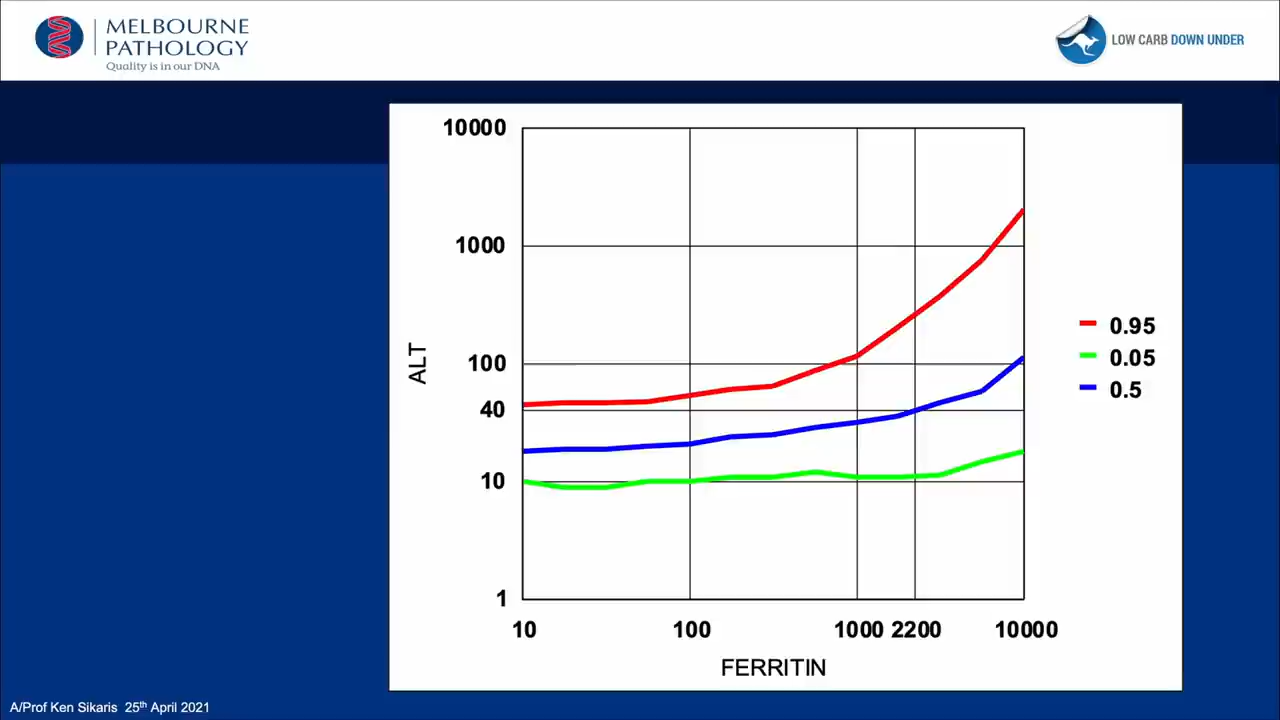 MELBOURNE
PATHOLOGY
Quality is in our DNA
LOW CARB DOWN UNDER
10000
1000
100
40
10
1
ALT
10 100 1000 2200 10000
FERRITIN
0.95
0.05
0.5
A/Prof Ken Sikaris 25th April 2021